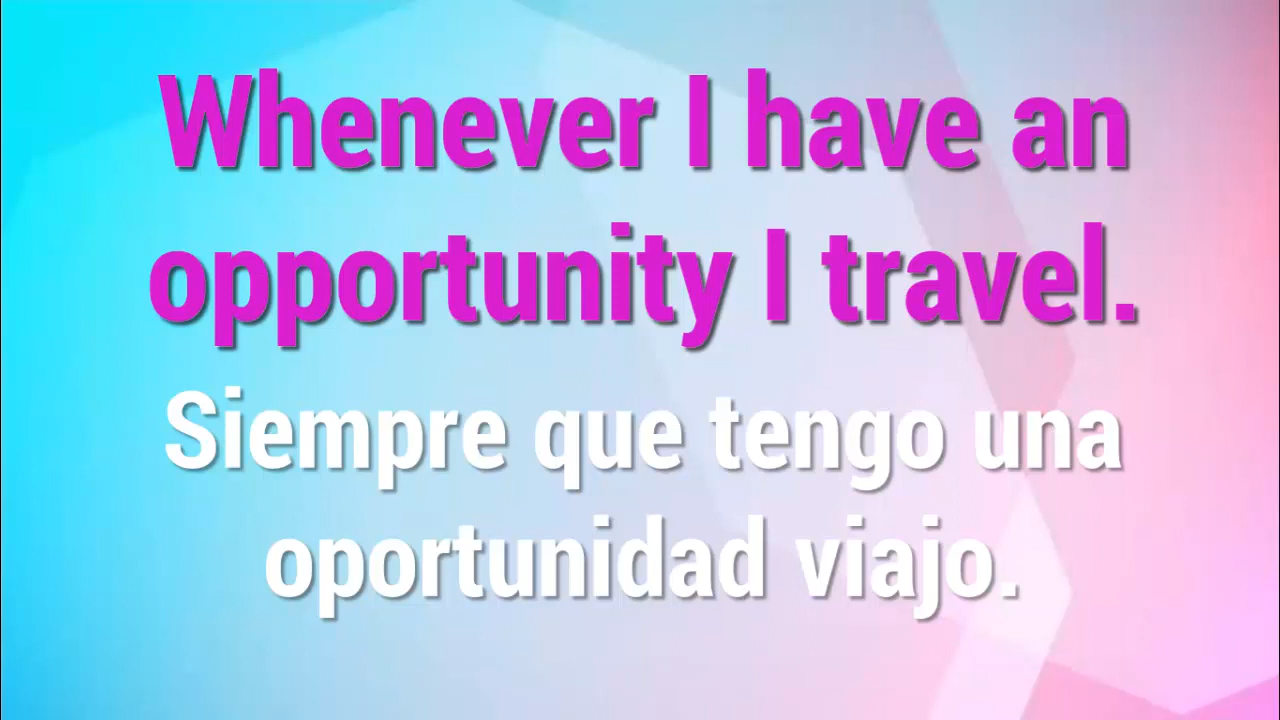 Whenever I have an
opportunity I travel.
Siempre que tengo una
oportunidad viajo.